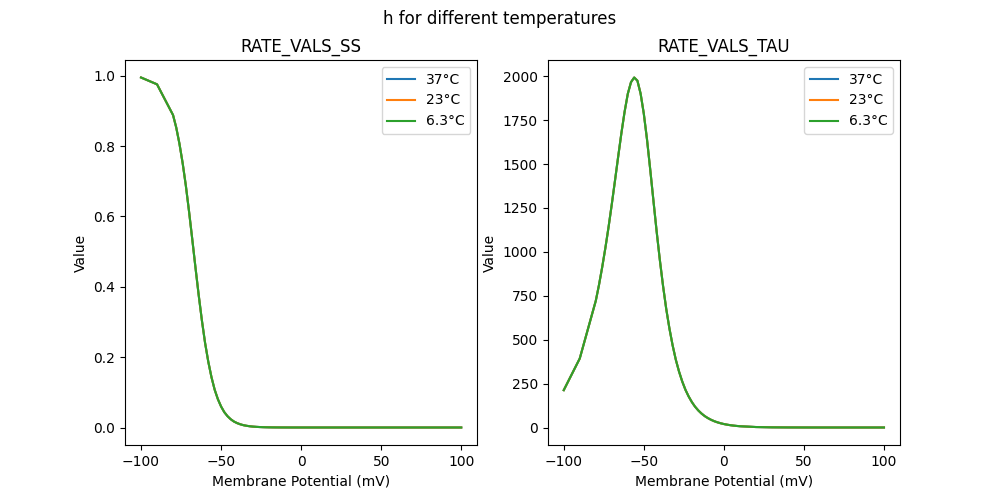 h for different temperatures
RATE_VALS_SS
Value
1.0
0.8
0.6
0.4
0.2
0.0
−100
−50
0
50
100
Membrane Potential (mV)
37°C
23°C
6.3°C
RATE_VALS_TAU
Value
2000
1750
1500
1250
1000
750
500
250
0
−100
−50
0
50
100
Membrane Potential (mV)
37°C
23°C
6.3°C